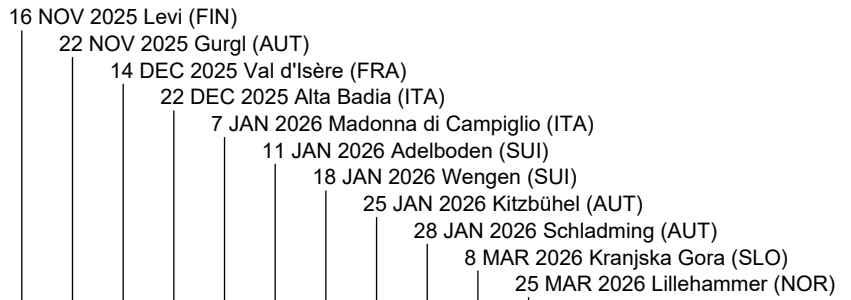 16 NOV 2025 Levi (FIN)
22 NOV 2025 Gurgl (AUT)
14 DEC 2025 Val d'Isère (FRA)
22 DEC 2025 Alta Badia (ITA)
7 JAN 2026 Madonna di Campiglio (ITA)
11 JAN 2026 Adelboden (SUI)
18 JAN 2026 Wengen (SUI)
25 JAN 2026 Kitzbühel (AUT)
28 JAN 2026 Schladming (AUT)
8 MAR 2026 Kranjska Gora (SLO)
25 MAR 2026 Lillehammer (NOR)